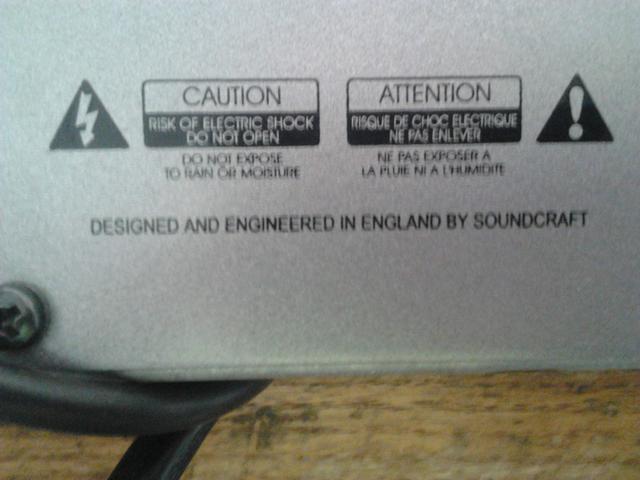 CAUTION
RISK OF ELECTRIC SHOCK
DO NOT OPEN
DO NOT EXPOSE
TO RAIN OR MOISTURE
ATTENTION
RISQUE DE CHOC ELECTRIQUE
NE PAS ENLEVER
NE PAS EXPOSER A
LA PLUIE NI A L'HUMIDITE
DESIGNED AND ENGINEERED IN ENGLAND BY SOUNDCRAFT